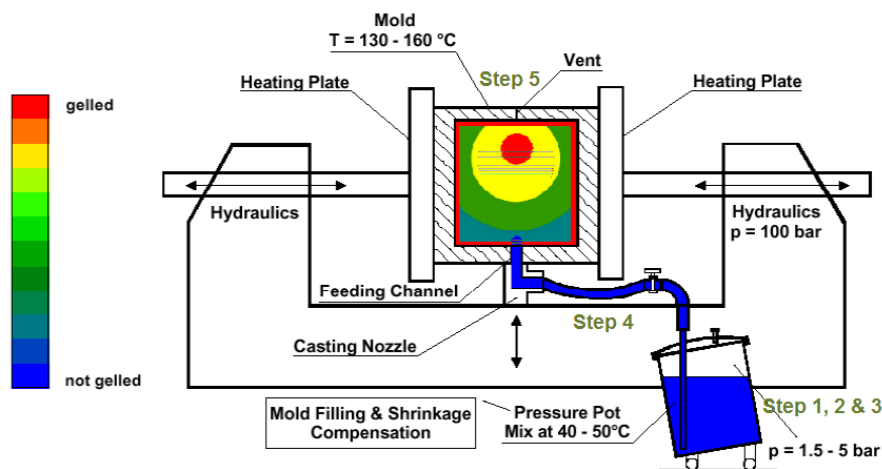 Mold
T = 130 - 160 °C
Step 5
Vent
Heating Plate
Heating Plate
gelled
Hydraulics
Hydraulics
p = 100 bar
Feeding Channel
Step 4
Casting Nozzle
not gelled
Mold Filling & Shrinkage
Compensation
Pressure Pot
Mix at 40 - 50°C
Step 1, 2 & 3
p = 1.5 - 5 bar